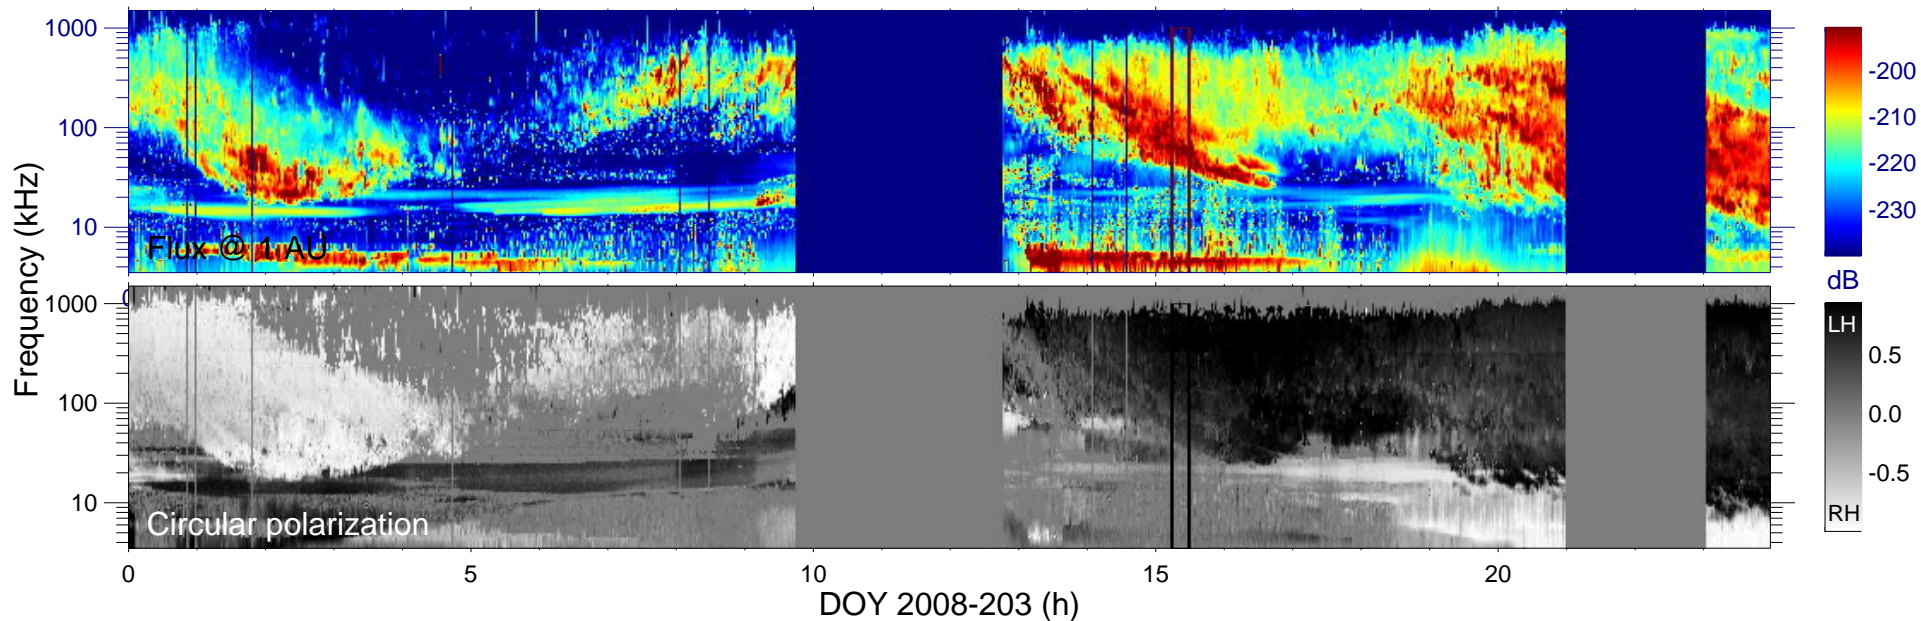 1000
100
10
Flux @ 1 AU
-200
-210
-220
-230
dB
Frequency (kHz)
1000
100
10
Circular polarization
LH
0.5
0.0
-0.5
RH
0 5 10 15 20
DOY 2008-203 (h)